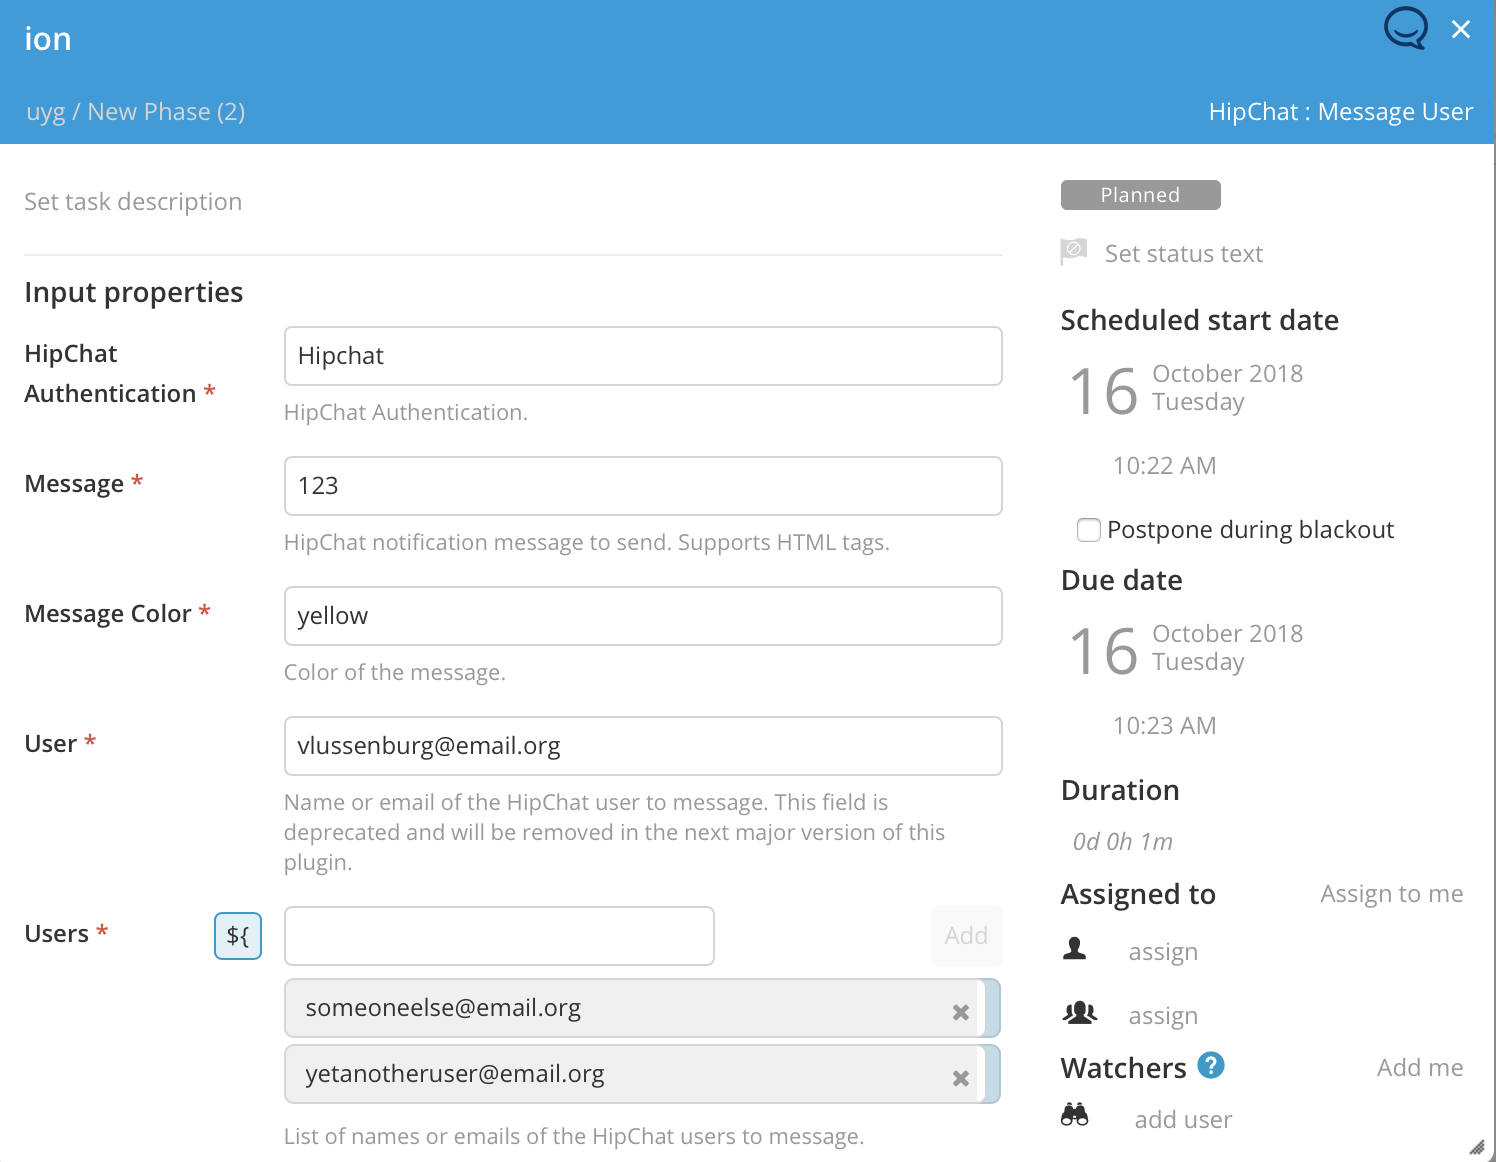 ion
uyg / New Phase (2)
HipChat : Message User
Set task description
Input properties
HipChat
Authentication *
Hipchat
HipChat Authentication.
Message *
123
HipChat notification message to send. Supports HTML tags.
Message Color *
yellow
Color of the message.
User *
vlussenburg@email.org
Name or email of the HipChat user to message. This field is
deprecated and will be removed in the next major version of this
plugin.
Users *
${
Add
someoneelse@email.org
yetanotheruser@email.org
List of names or emails of the HipChat users to message.
Planned
Set status text
Scheduled start date
16
October 2018
Tuesday
10:22 AM
Postpone during blackout
Due date
16
October 2018
Tuesday
10:23 AM
Duration
0d 0h 1m
Assigned to
Assign to me
assign
assign
Watchers ?
Add me
add user